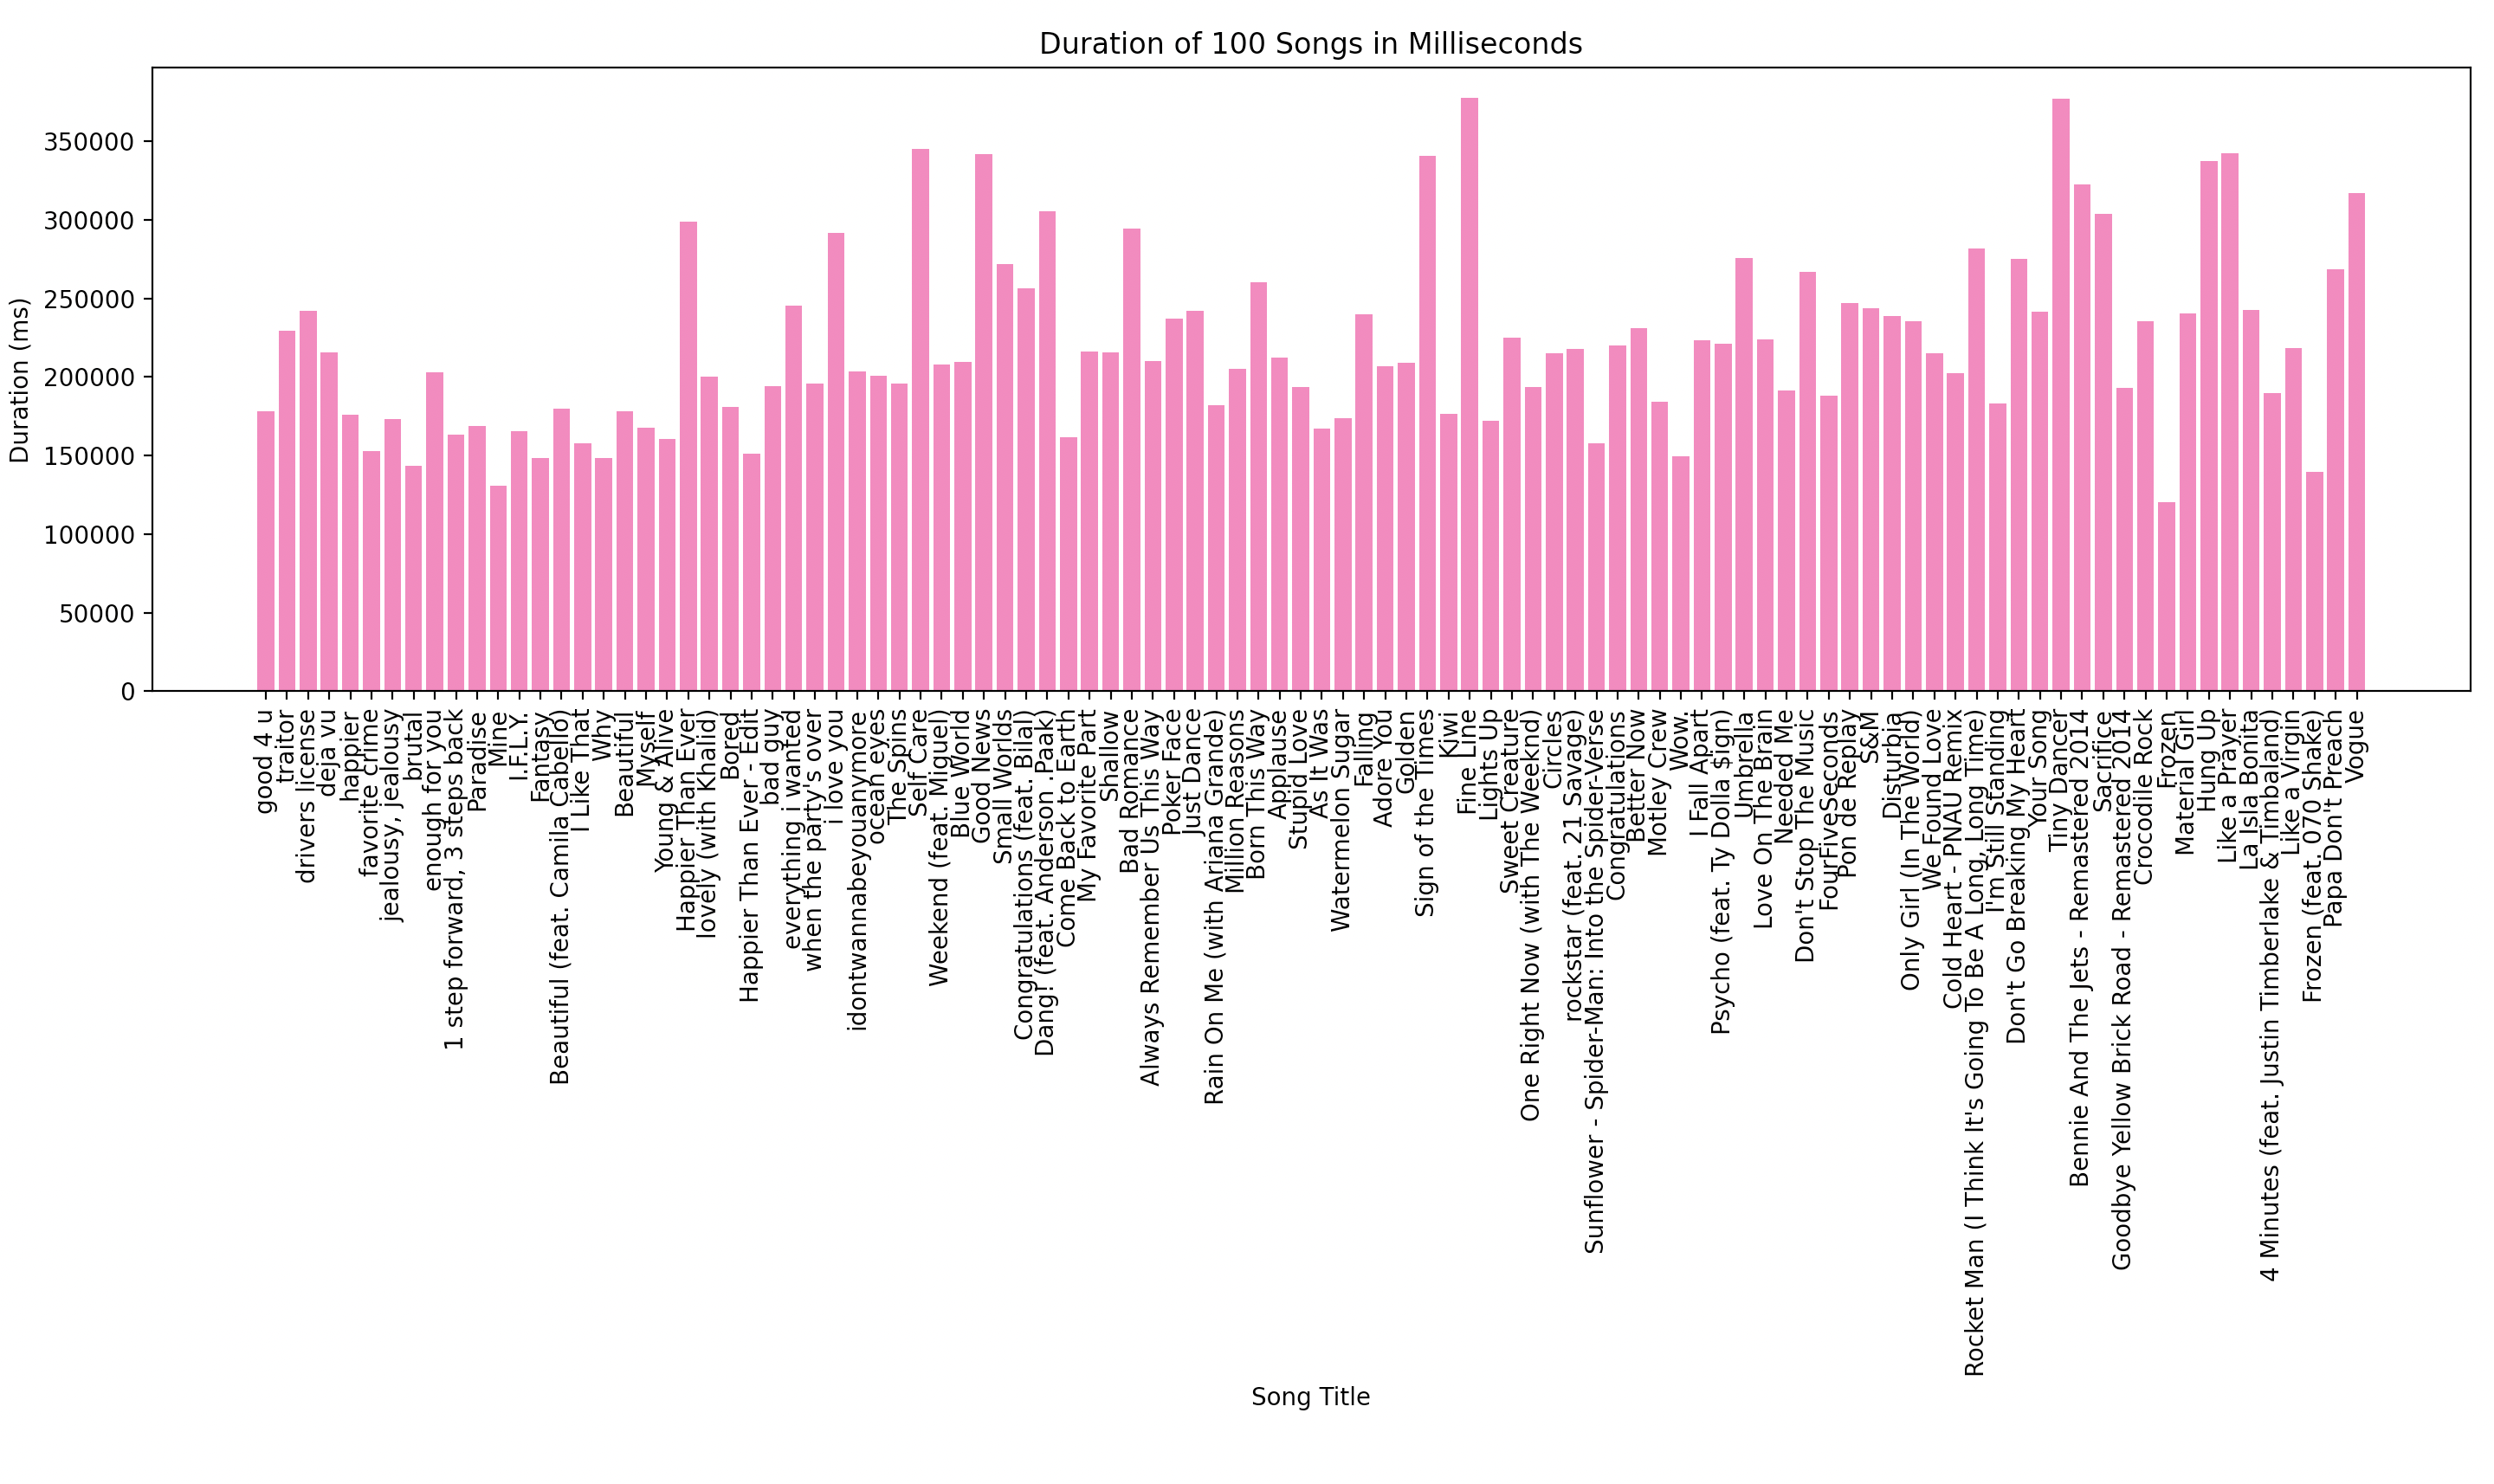 Duration of 100 Songs in Milliseconds
Duration (ms)
350000
300000
250000
200000
150000
100000
50000
0
good 4 u
traitor
drivers license
deja vu
happier
favorite crime
jealousy, jealousy
brutal
enough for you
1 step forward, 3 steps back
Paradise
Mine
I.F.L.Y.
Fantasy
Beautiful (feat. Camila Cabello)
I Like That
Why
Beautiful
Myself
Young & Alive
Happier Than Ever
lovely (with Khalid)
Bored
Happier Than Ever - Edit
bad guy
everything i wanted
when the party's over
i love you
idontwannabeyouanymore
ocean eyes
The Spins
Self Care
Weekend (feat. Miguel)
Blue World
Good News
Small Worlds
Congratulations (feat. Bilal)
Dang! (feat. Anderson .Paak)
Come Back to Earth
My Favorite Part
Shallow
Bad Romance
Always Remember Us This Way
Poker Face
Just Dance
Rain On Me (with Ariana Grande)
Million Reasons
Born This Way
Applause
Stupid Love
As It Was
Watermelon Sugar
Falling
Adore You
Golden
Sign of the Times
Kiwi
Fine Line
Lights Up
Sweet Creature
One Right Now (with The Weeknd)
Circles
rockstar (feat. 21 Savage)
Sunflower - Spider-Man: Into the Spider-Verse
Congratulations
Better Now
Motley Crew
Wow.
I Fall Apart
Psycho (feat. Ty Dolla $ign)
Umbrella
Love On The Brain
Needed Me
Don't Stop The Music
FourFiveSeconds
Pon de Replay
S&M
Disturbia
Only Girl (In The World)
We Found Love
Cold Heart - PNAU Remix
Rocket Man (I Think It's Going To Be A Long, Long Time)
I'm Still Standing
Don't Go Breaking My Heart
Your Song
Tiny Dancer
Bennie And The Jets - Remastered 2014
Sacrifice
Goodbye Yellow Brick Road - Remastered 2014
Crocodile Rock
Frozen
Material Girl
Hung Up
Like a Prayer
La Isla Bonita
4 Minutes (feat. Justin Timberlake & Timbaland)
Like a Virgin
Frozen (feat. 070 Shake)
Papa Don't Preach
Vogue
Song Title